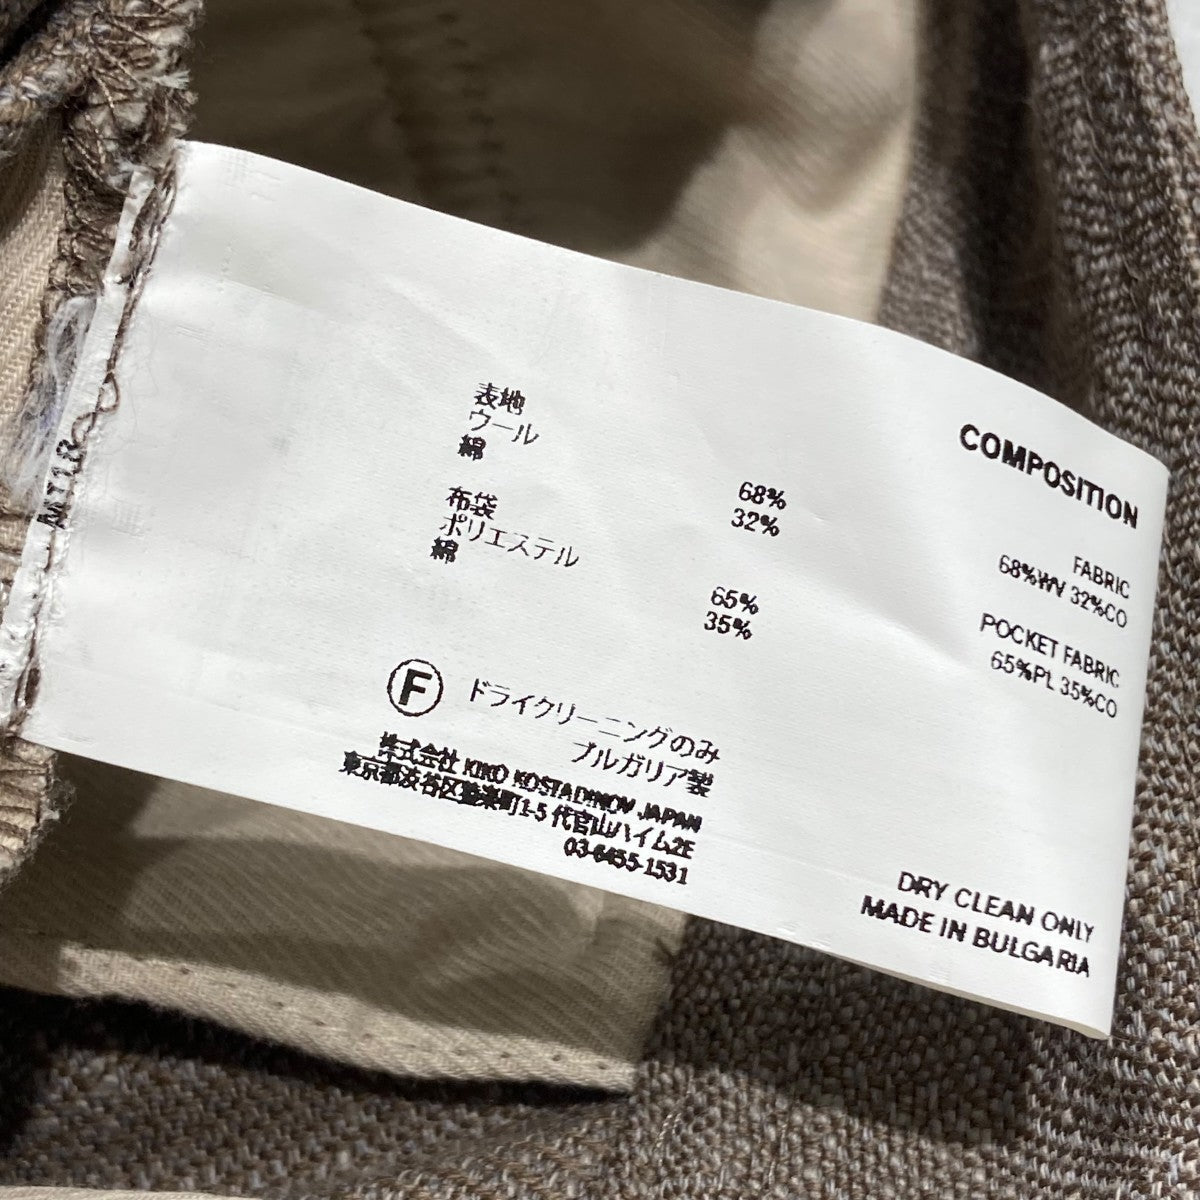 COMPOSITION
FABRIC
68%WV 32%CO
POCKET FABRIC
65%PL 35%CO
DRY CLEAN ONLY
MADE IN BULGARIA
表地
ウール 68%
綿 32%
布袋
ポリエステル 65%
綿 35%
F ドライクリーニングのみ
ブルガリア製
株式会社 KIKO KOSTADINOV JAPAN
東京都渋谷区鶯楽町1-5 代官山ハイム2E
03-6455-1531